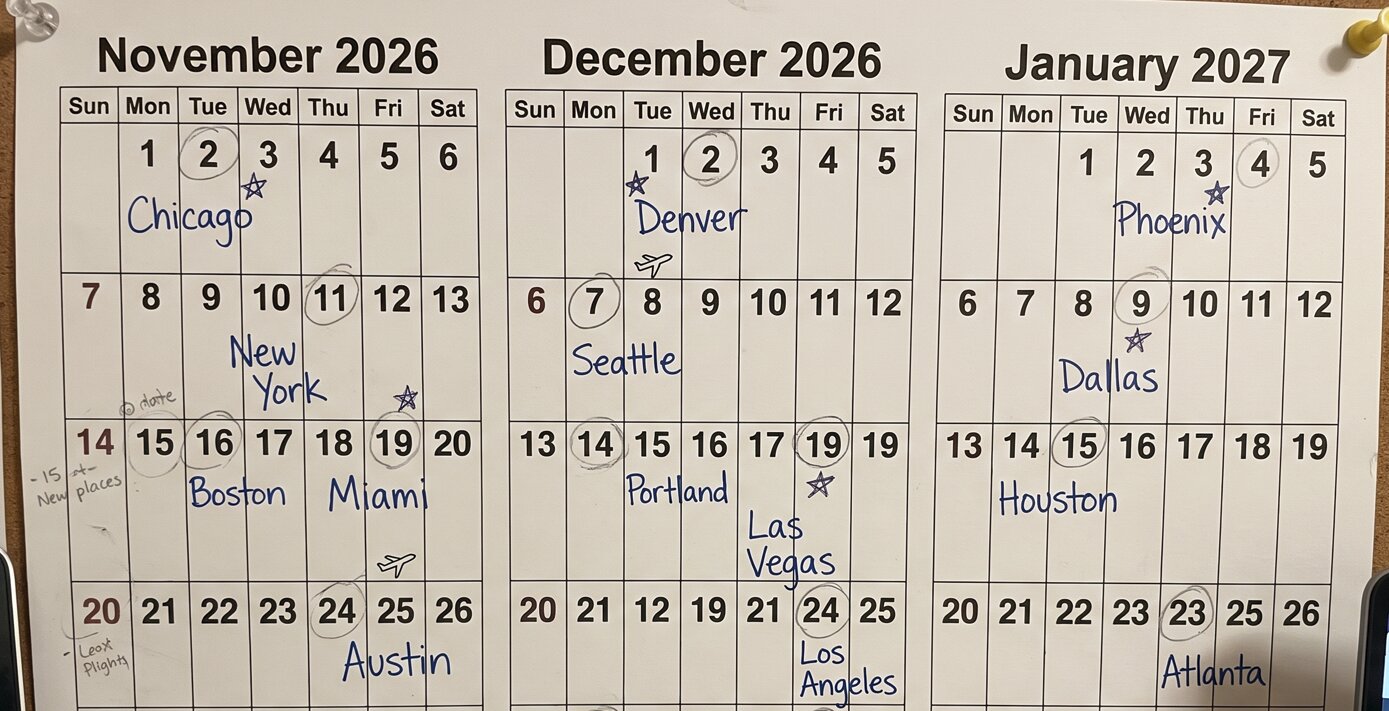 November 2026
Sun Mon Tue Wed Thu Fri Sat
1 2 3 4 5 6
Chicago
7 8 9 10 11 12 13
New
York
date
14 15 16 17 18 19 20
- 15 st-
New places
Boston Miami
20 21 22 23 24 25 26
- Leox
Plights
Austin
December 2026
Sun Mon Tue Wed Thu Fri Sat
1 2 3 4 5
Denver
6 7 8 9 10 11 12
Seattle
13 14 15 16 17 19 19
Portland
Las
Vegas
20 21 12 19 21 24 25
Los
Angeles
January 2027
Sun Mon Tue Wed Thu Fri Sat
1 2 3 4 5
Phoenix
6 7 8 9 10 11 12
Dallas
13 14 15 16 17 18 19
Houston
20 21 22 23 23 25 26
Atlanta